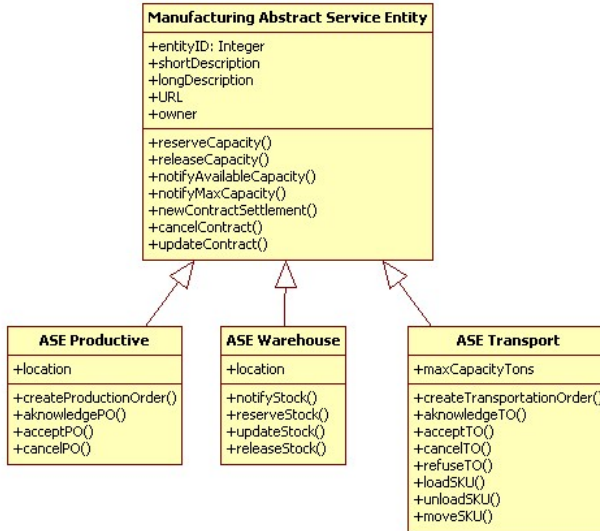 Manufacturing Abstract Service Entity
+entityID: Integer
+shortDescription
+longDescription
+URL
+owner
+reserveCapacity()
+releaseCapacity()
+notifyAvailableCapacity()
+notifyMaxCapacity()
+newContractSettlement()
+cancelContract()
+updateContract()
ASE Productive
+location
+createProductionOrder()
+aknowledgePO()
+acceptPO()
+cancelPO()
ASE Warehouse
+location
+notifyStock()
+reserveStock()
+updateStock()
+releaseStock()
ASE Transport
+maxCapacityTons
+createTransportationOrder()
+aknowledgeTO()
+acceptTO()
+cancelTO()
+refuseTO()
+loadSKU()
+unloadSKU()
+moveSKU()